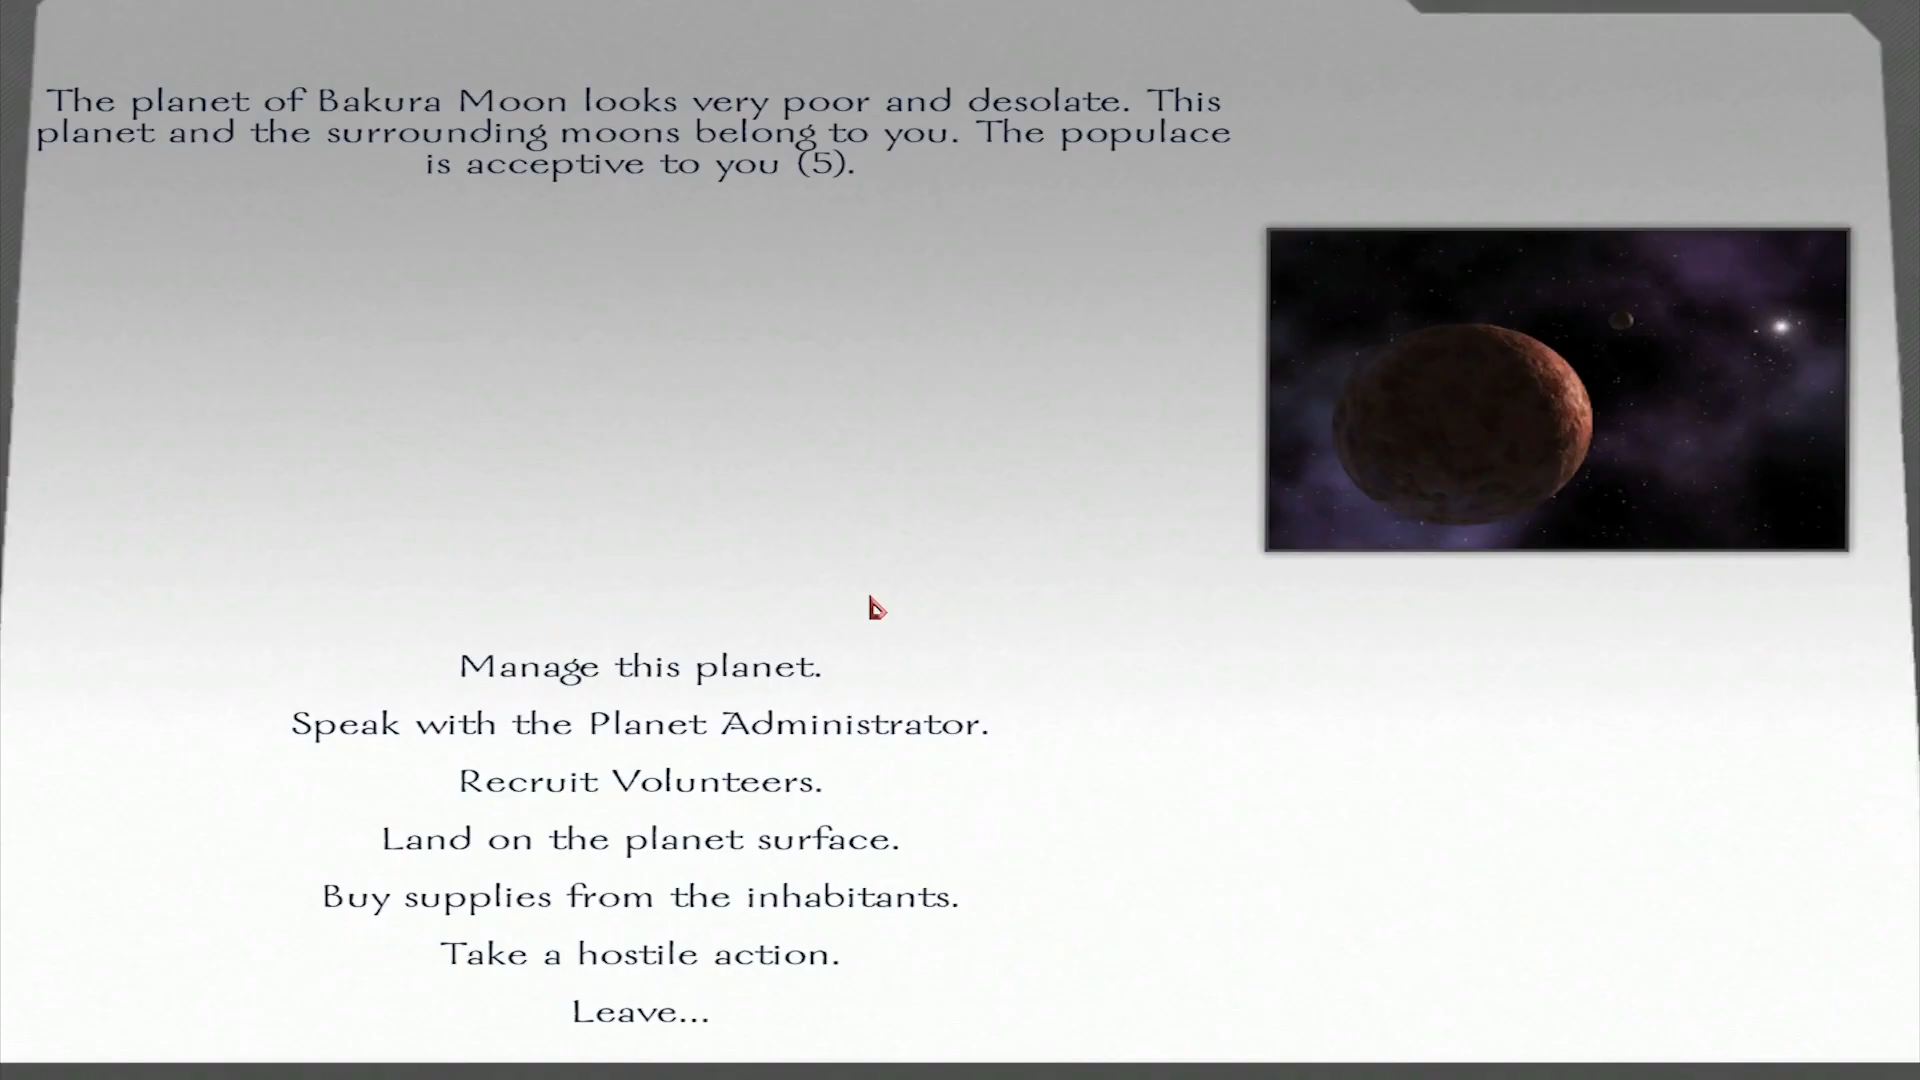 The planet of Bakura Moon looks very poor and desolate. This
planet and the surrounding moons belong to you. The populace
is acceptive to you (5).
Manage this planet.
Speak with the Planet Administrator.
Recruit Volunteers.
Land on the planet surface.
Buy supplies from the inhabitants.
Take a hostile action.
Leave...